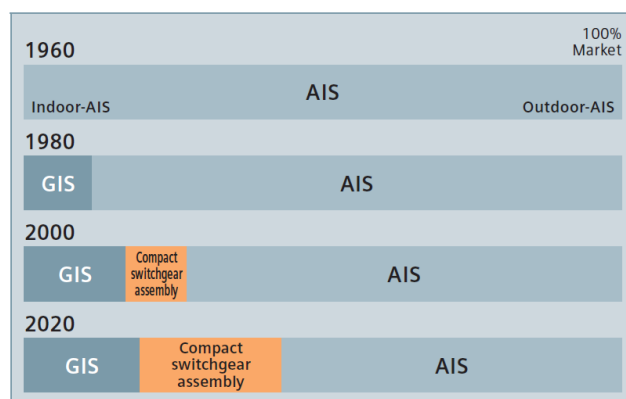 1960
100%
Market
Indoor-AIS
AIS
Outdoor-AIS
1980
GIS
AIS
2000
GIS
Compact
switchgear
assembly
AIS
2020
GIS
Compact
switchgear
assembly
AIS